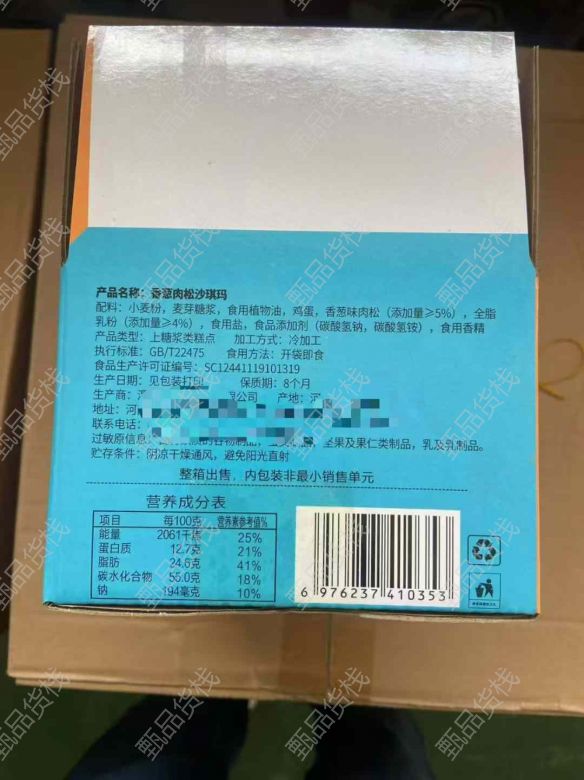 产品名称：香葱肉松沙琪玛
配料：小麦粉，麦芽糖浆，食用植物油，鸡蛋，香葱味肉松（添加量≥5%），全脂
乳粉（添加量≥4%），食用盐，食品添加剂（碳酸氢钠，碳酸氢铵），食用香精
产品类型：上糖浆类糕点 加工方式：冷加工
执行标准：GB/T22475 食用方法：开袋即食
食品生产许可证编号：SC12441119101319
生产日期：见包装打印 保质期：8个月
生产商：河 限公司 产地：河
地址：河
联系电话：
过敏原信息： 的谷物制品， 坚果及果仁类制品，乳及乳制品。
贮存条件：阴凉干燥通风，避免阳光直射
整箱出售，内包装非最小销售单元
营养成分表
项目 每100克 营养素参考值%
能量 2061千焦 25%
蛋白质 12.7克 21%
脂肪 24.6克 41%
碳水化合物 55.0克 18%
钠 194毫克 10%
6 976237 410353
甄品货栈